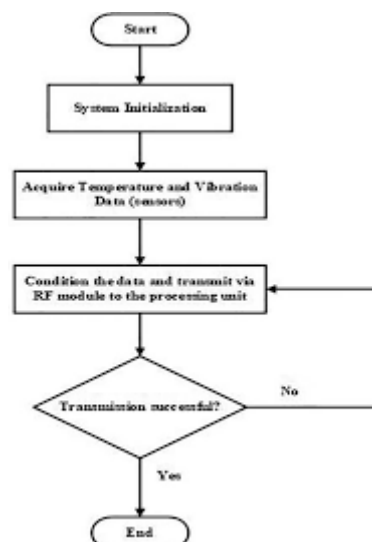 Start
System Initialization
Acquire Temperature and Vibration
Data (sensors)
Condition the data and transmit via
RF module to the processing unit
Transmission successful?
No
Yes
End